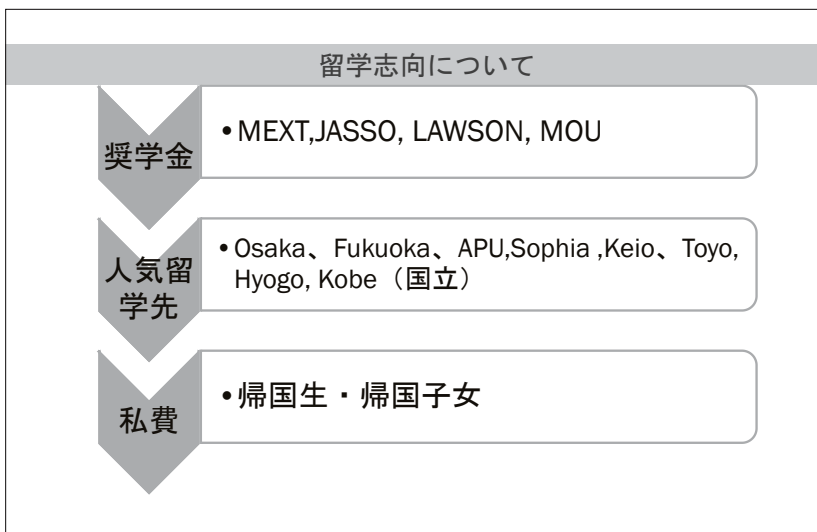 留学志向について
奨学金
•MEXT,JASSO, LAWSON, MOU
人気留
学先
•Osaka、Fukuoka、APU,Sophia ,Keio、Toyo,
Hyogo, Kobe（国立）
私費
•帰国生・帰国子女